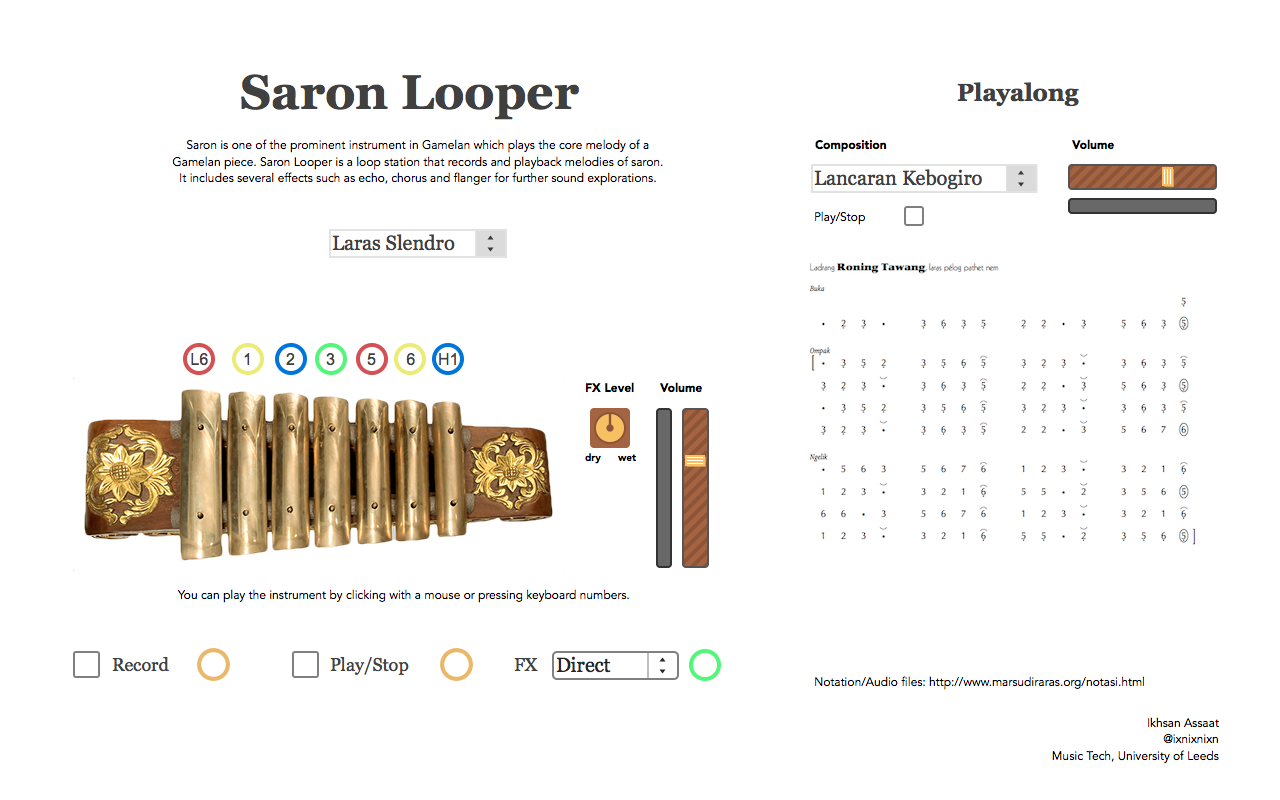 Saron Looper
Saron is one of the prominent instrument in Gamelan which plays the core melody of a
Gamelan piece. Saron Looper is a loop station that records and playback melodies of saron.
It includes several effects such as echo, chorus and flanger for further sound explorations.
Laras Slendro
L6 1 2 3 5 6 H1
FX Level Volume
dry wet
You can play the instrument by clicking with a mouse or pressing keyboard numbers.
Record Play/Stop FX Direct
Playalong
Composition Volume
Lancaran Kebogiro
Play/Stop
Ladrang Roning Tawang, laras pélog pathet nem
Buka
5
• 2 3 • 3 6 3 5 2 2 • 3 5 6 3 5
Ompak
[ • 3 5 2 3 5 6 5 3 2 3 • 3 6 3 5
3 2 3 • 3 6 3 5 2 2 • 3 5 6 3 5
• 3 5 2 3 5 6 5 3 2 3 • 3 6 3 5
3 2 3 • 3 6 3 5 2 2 • 3 5 6 7 6
Ngelik
• 5 6 3 5 6 7 6 1 2 3 • 3 2 1 6
1 2 3 • 3 2 1 6 5 5 • 2 3 5 6 5
6 6 • 3 5 6 7 6 1 2 3 • 3 2 1 6
1 2 3 • 3 2 1 6 5 5 • 2 3 5 6 5 ]
Notation/Audio files: http://www.marsudiraras.org/notasi.html
Ikhsan Assaat
@ixnixnixn
Music Tech, University of Leeds